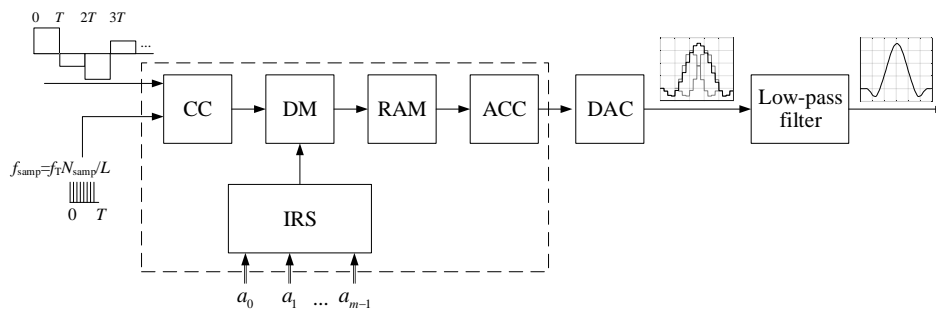 0 T 2T 3T
...
CC DM RAM ACC DAC Low-pass
filter
f_samp=f_T N_samp/L
0 T
IRS
a_0 a_1 ... a_{m−1}